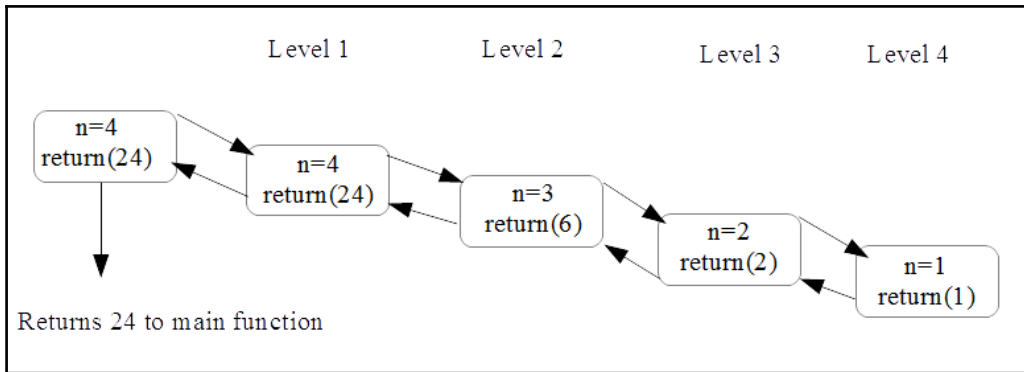 Level 1
Level 2
Level 3
Level 4
n=4
return(24)
n=4
return(24)
n=3
return(6)
n=2
return(2)
n=1
return(1)
Returns 24 to main function